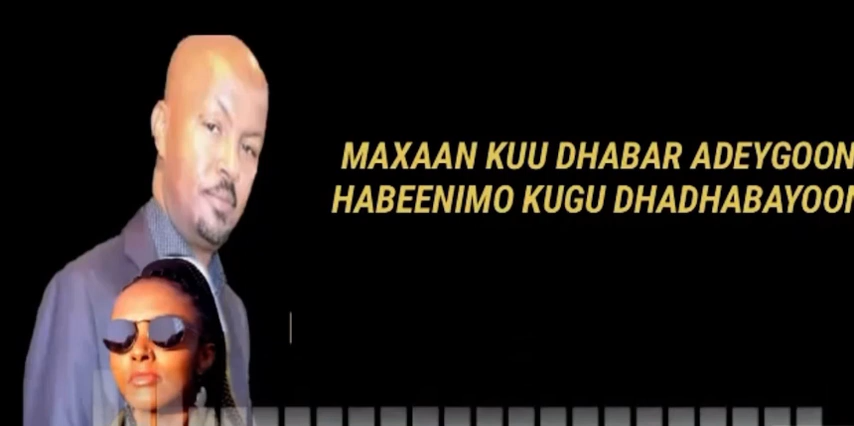 MAXAAN KUU DHABAR ADEYGOON
HABEENIMO KUGU DHADHABAYOON